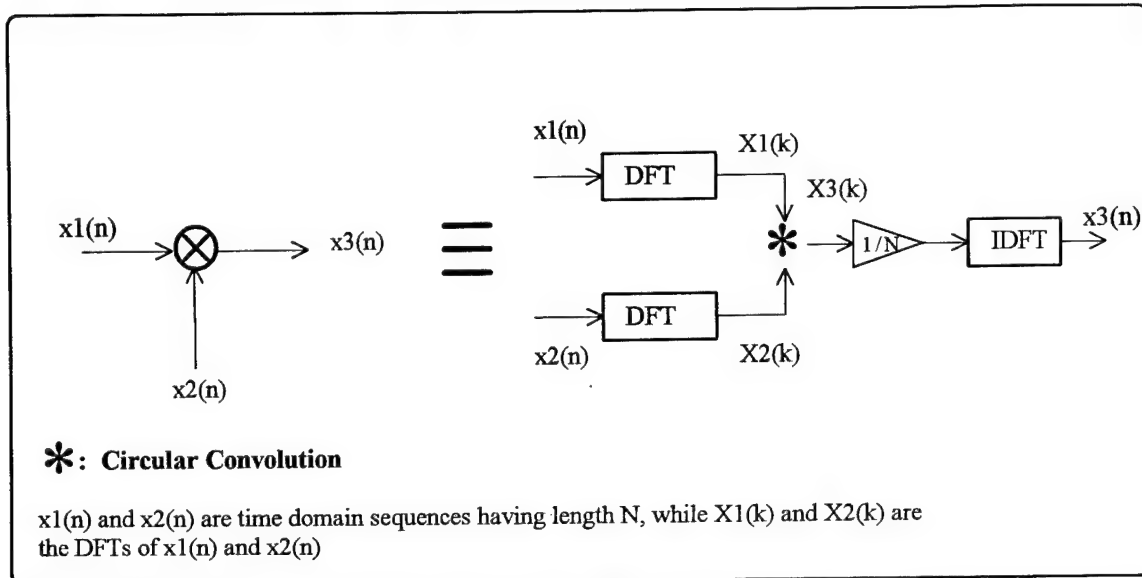 x1(n)
x3(n)
x2(n)
x1(n)
DFT
X1(k)
X3(k)
*
1/N
IDFT
x3(n)
DFT
x2(n)
X2(k)
*: Circular Convolution
x1(n) and x2(n) are time domain sequences having length N, while X1(k) and X2(k) are
the DFTs of x1(n) and x2(n)